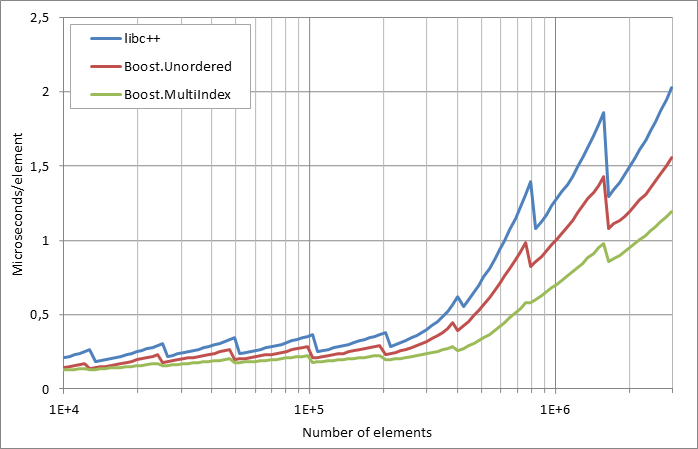 2,5
2
1,5
1
0,5
0
Microseconds/element
libc++
Boost.Unordered
Boost.MultiIndex
1E+4 1E+5 1E+6
Number of elements